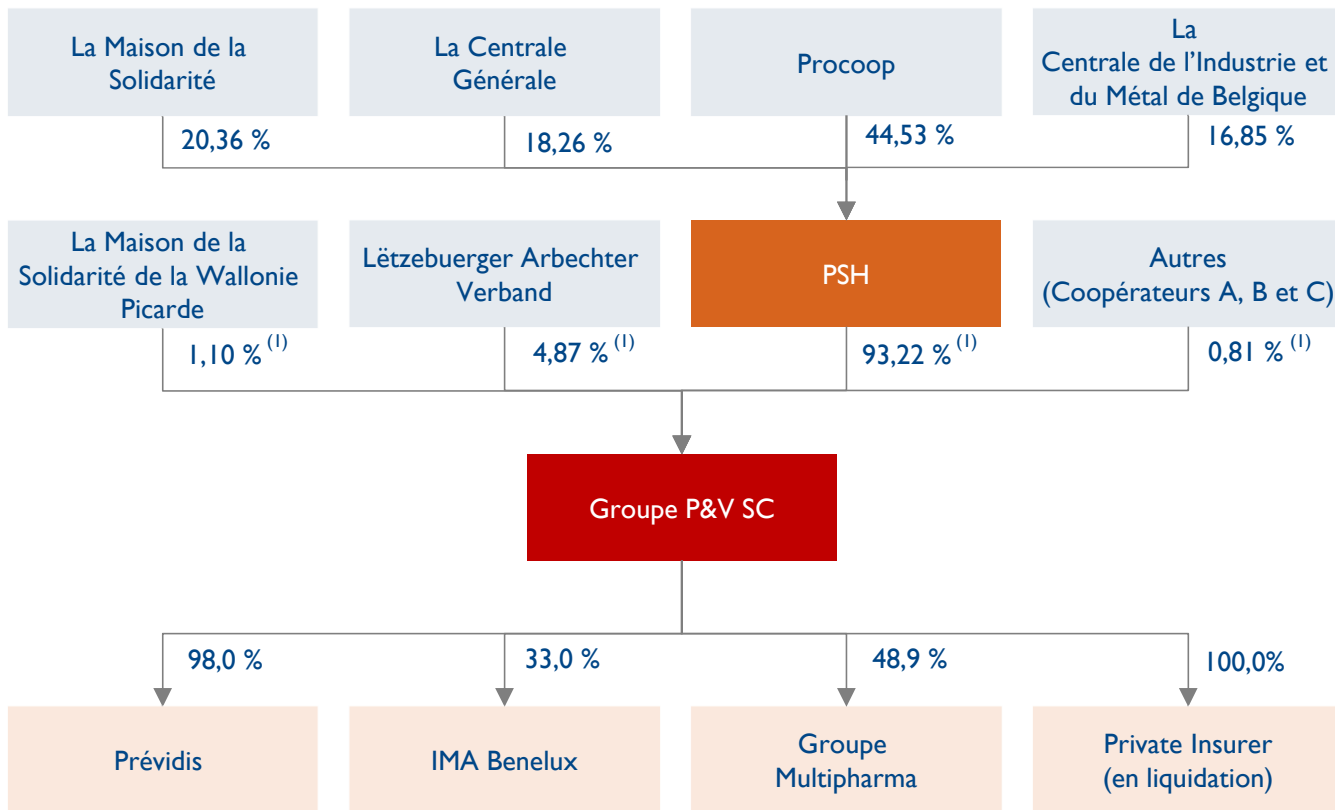 La Maison de la
Solidarité
La Centrale
Générale
Procoop
La
Centrale de l’Industrie et
du Métal de Belgique
20,36 %
18,26 %
44,53 %
16,85 %
La Maison de la
Solidarité de la Wallonie
Picarde
Lëtzebuerger Arbechter
Verband
PSH
Autres
(Coopérateurs A, B et C)
1,10 % (1)
4,87 % (1)
93,22 % (1)
0,81 % (1)
Groupe P&V SC
98,0 %
33,0 %
48,9 %
100,0%
Prévidis
IMA Benelux
Groupe
Multipharma
Private Insurer
(en liquidation)